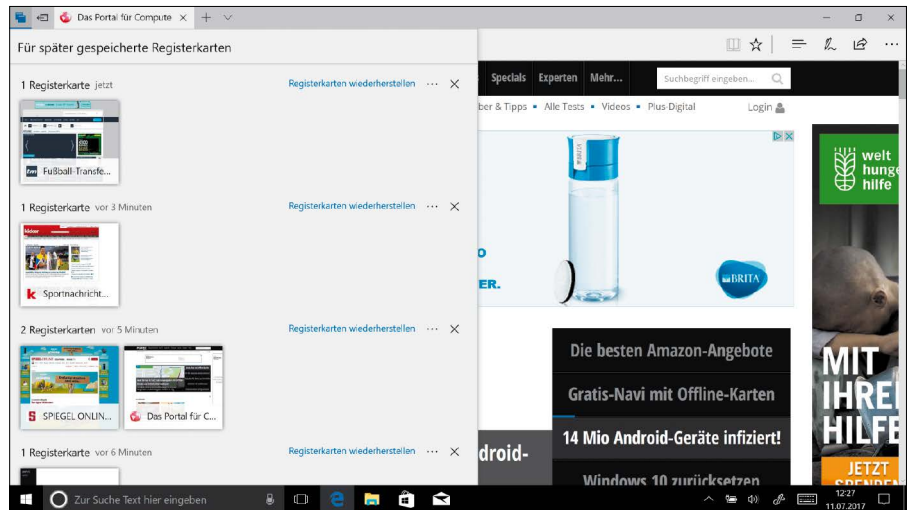 Das Portal für Compute
Für später gespeicherte Registerkarten
1 Registerkarte jetzt
Registerkarten wiederherstellen
Fußball-Transfe...
1 Registerkarte vor 3 Minuten
Registerkarten wiederherstellen
kicker
Sportnachricht...
2 Registerkarten vor 5 Minuten
Registerkarten wiederherstellen
SPIEGEL ONLIN...
Das Portal für C...
1 Registerkarte vor 6 Minuten
Registerkarten wiederherstellen
Specials Experten Mehr...
Suchbegriff eingeben...
ber & Tipps ▪ Alle Tests ▪ Videos ▪ Plus-Digital
Login
O
ER.
BRITA
welt
hunge
hilfe
Die besten Amazon-Angebote
Gratis-Navi mit Offline-Karten
14 Mio Android-Geräte infiziert!
Windows 10 zurücksetzen
droid-
MIT
IHRE
HILFE
JETZT
SPENDEN
Zur Suche Text hier eingeben
12:27
11.07.2017